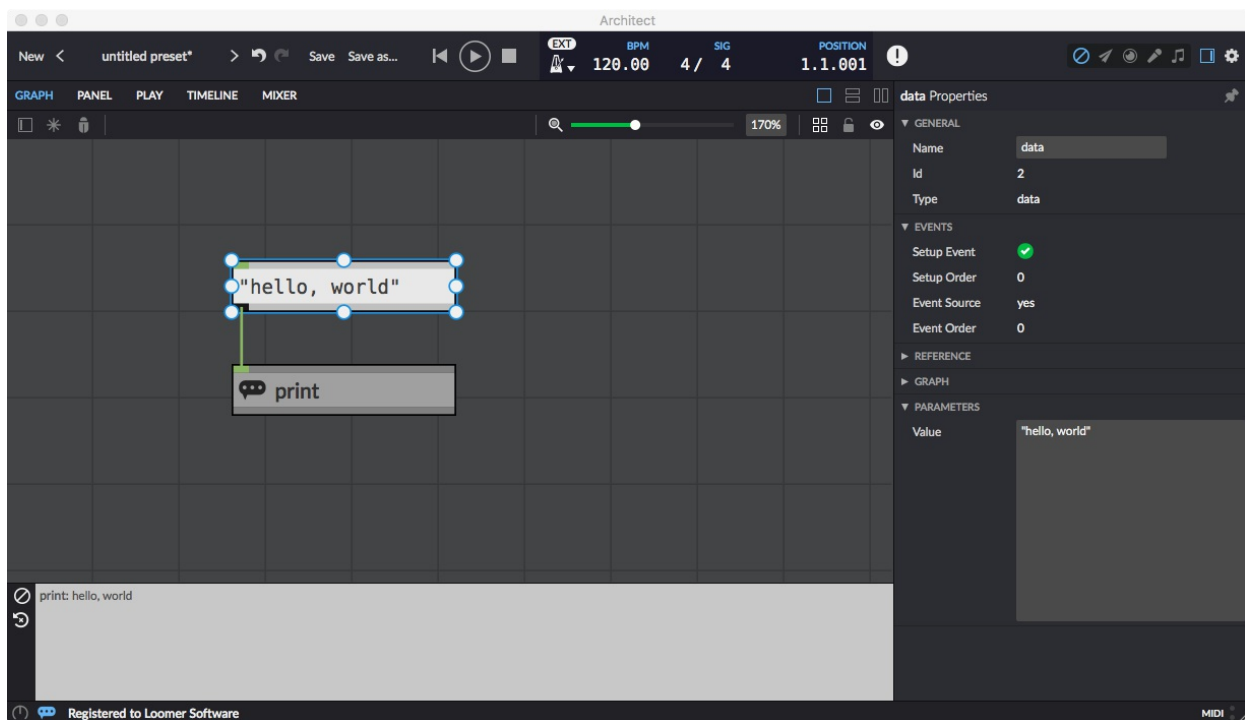 Architect
New < untitled preset* > Save Save as... EXT BPM SIG POSITION
120.00 4/ 4 1.1.001
GRAPH PANEL PLAY TIMELINE MIXER
170%
"hello, world"
print
print: hello, world
data Properties
▼ GENERAL
Name data
Id 2
Type data
▼ EVENTS
Setup Event
Setup Order 0
Event Source yes
Event Order 0
► REFERENCE
► GRAPH
▼ PARAMETERS
Value "hello, world"
Registered to Loomer Software
MIDI